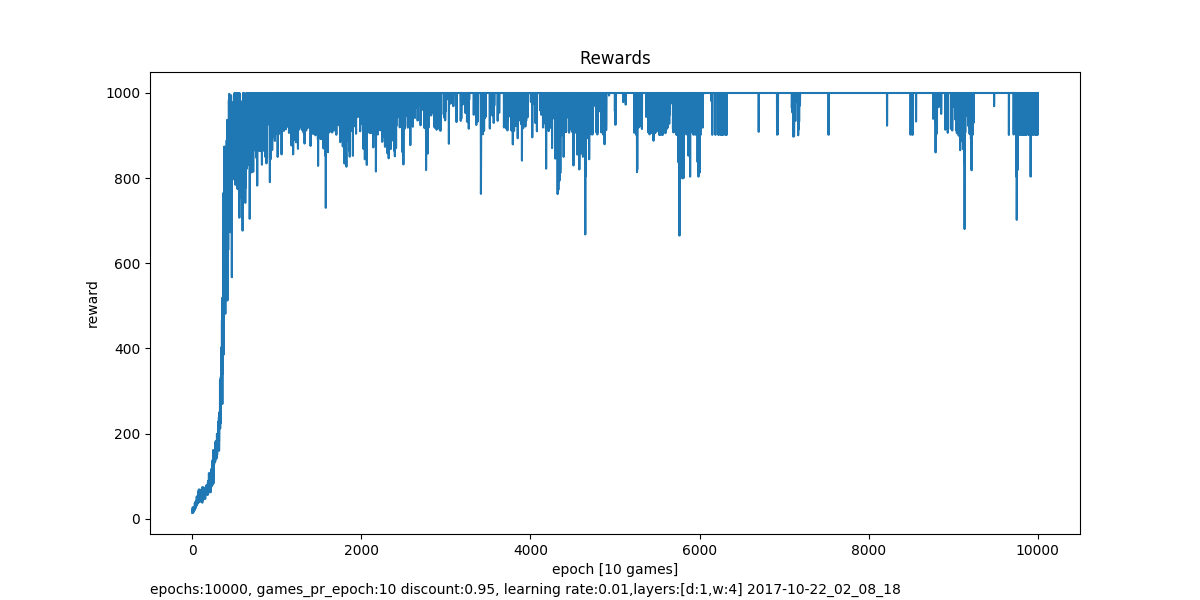 Rewards
1000
800
600
400
200
0
reward
0 2000 4000 6000 8000 10000
epoch [10 games]
epochs:10000, games_pr_epoch:10 discount:0.95, learning rate:0.01,layers:[d:1,w:4] 2017-10-22_02_08_18